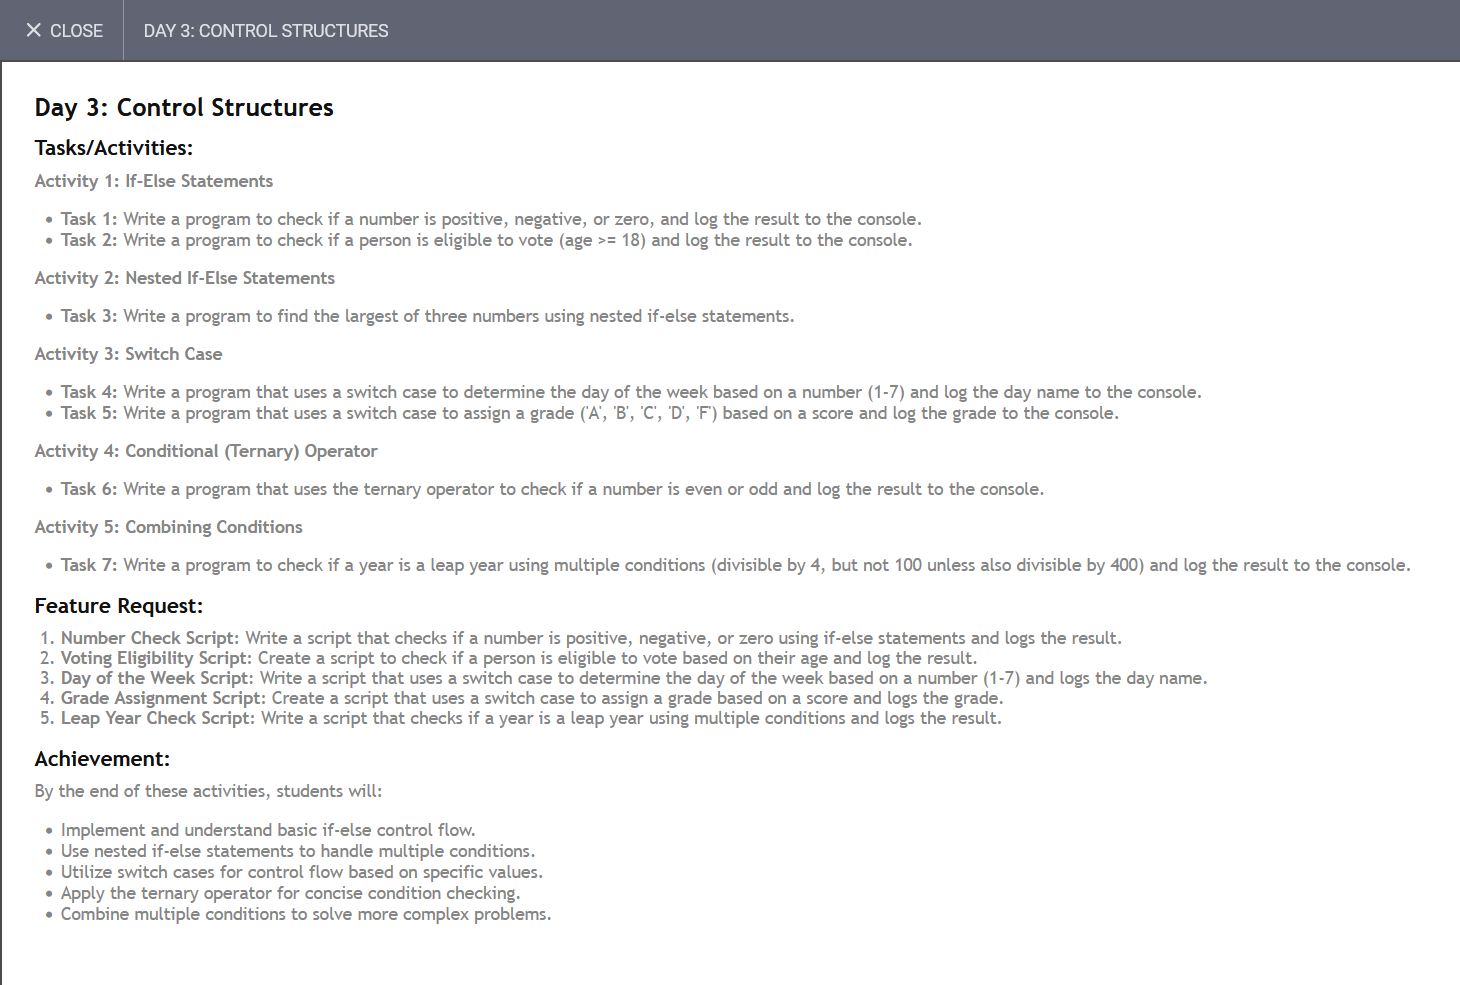 CLOSE DAY 3: CONTROL STRUCTURES
Day 3: Control Structures
Tasks/Activities:
Activity 1: If-Else Statements
• Task 1: Write a program to check if a number is positive, negative, or zero, and log the result to the console.
• Task 2: Write a program to check if a person is eligible to vote (age >= 18) and log the result to the console.
Activity 2: Nested If-Else Statements
• Task 3: Write a program to find the largest of three numbers using nested if-else statements.
Activity 3: Switch Case
• Task 4: Write a program that uses a switch case to determine the day of the week based on a number (1-7) and log the day name to the console.
• Task 5: Write a program that uses a switch case to assign a grade ('A', 'B', 'C', 'D', 'F') based on a score and log the grade to the console.
Activity 4: Conditional (Ternary) Operator
• Task 6: Write a program that uses the ternary operator to check if a number is even or odd and log the result to the console.
Activity 5: Combining Conditions
• Task 7: Write a program to check if a year is a leap year using multiple conditions (divisible by 4, but not 100 unless also divisible by 400) and log the result to the console.
Feature Request:
1. Number Check Script: Write a script that checks if a number is positive, negative, or zero using if-else statements and logs the result.
2. Voting Eligibility Script: Create a script to check if a person is eligible to vote based on their age and log the result.
3. Day of the Week Script: Write a script that uses a switch case to determine the day of the week based on a number (1-7) and logs the day name.
4. Grade Assignment Script: Create a script that uses a switch case to assign a grade based on a score and logs the grade.
5. Leap Year Check Script: Write a script that checks if a year is a leap year using multiple conditions and logs the result.
Achievement:
By the end of these activities, students will:
• Implement and understand basic if-else control flow.
• Use nested if-else statements to handle multiple conditions.
• Utilize switch cases for control flow based on specific values.
• Apply the ternary operator for concise condition checking.
• Combine multiple conditions to solve more complex problems.